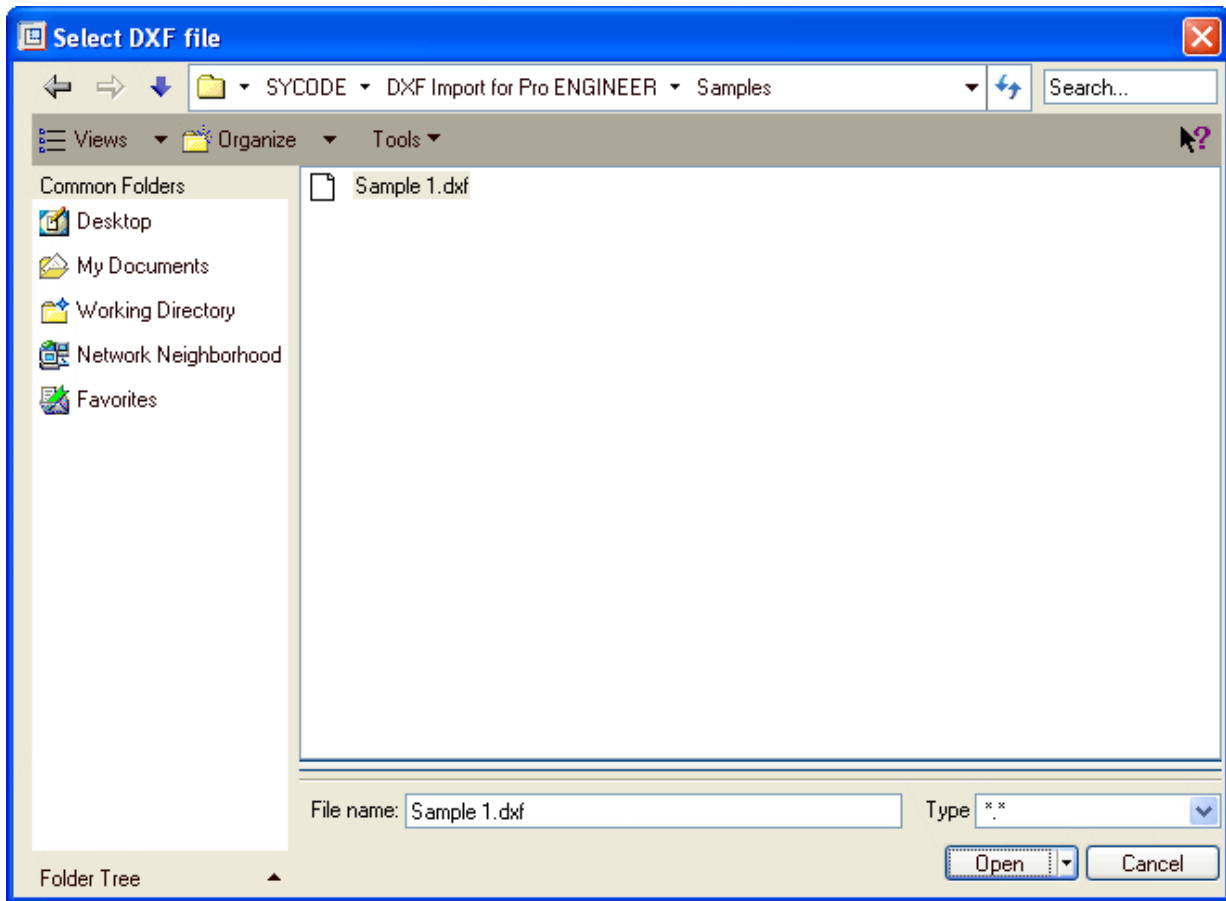 Select DXF file
SYCODE DXF Import for Pro ENGINEER Samples
Search...
Views Organize Tools
?
Common Folders
Desktop
My Documents
Working Directory
Network Neighborhood
Favorites
Sample 1.dxf
File name: Sample 1.dxf Type *.*
Open Cancel
Folder Tree